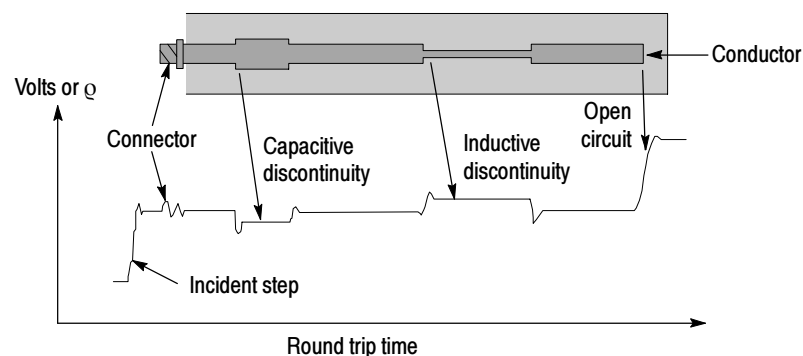 Conductor
Volts or ϱ
Connector
Capacitive
discontinuity
Inductive
discontinuity
Open
circuit
Incident step
Round trip time